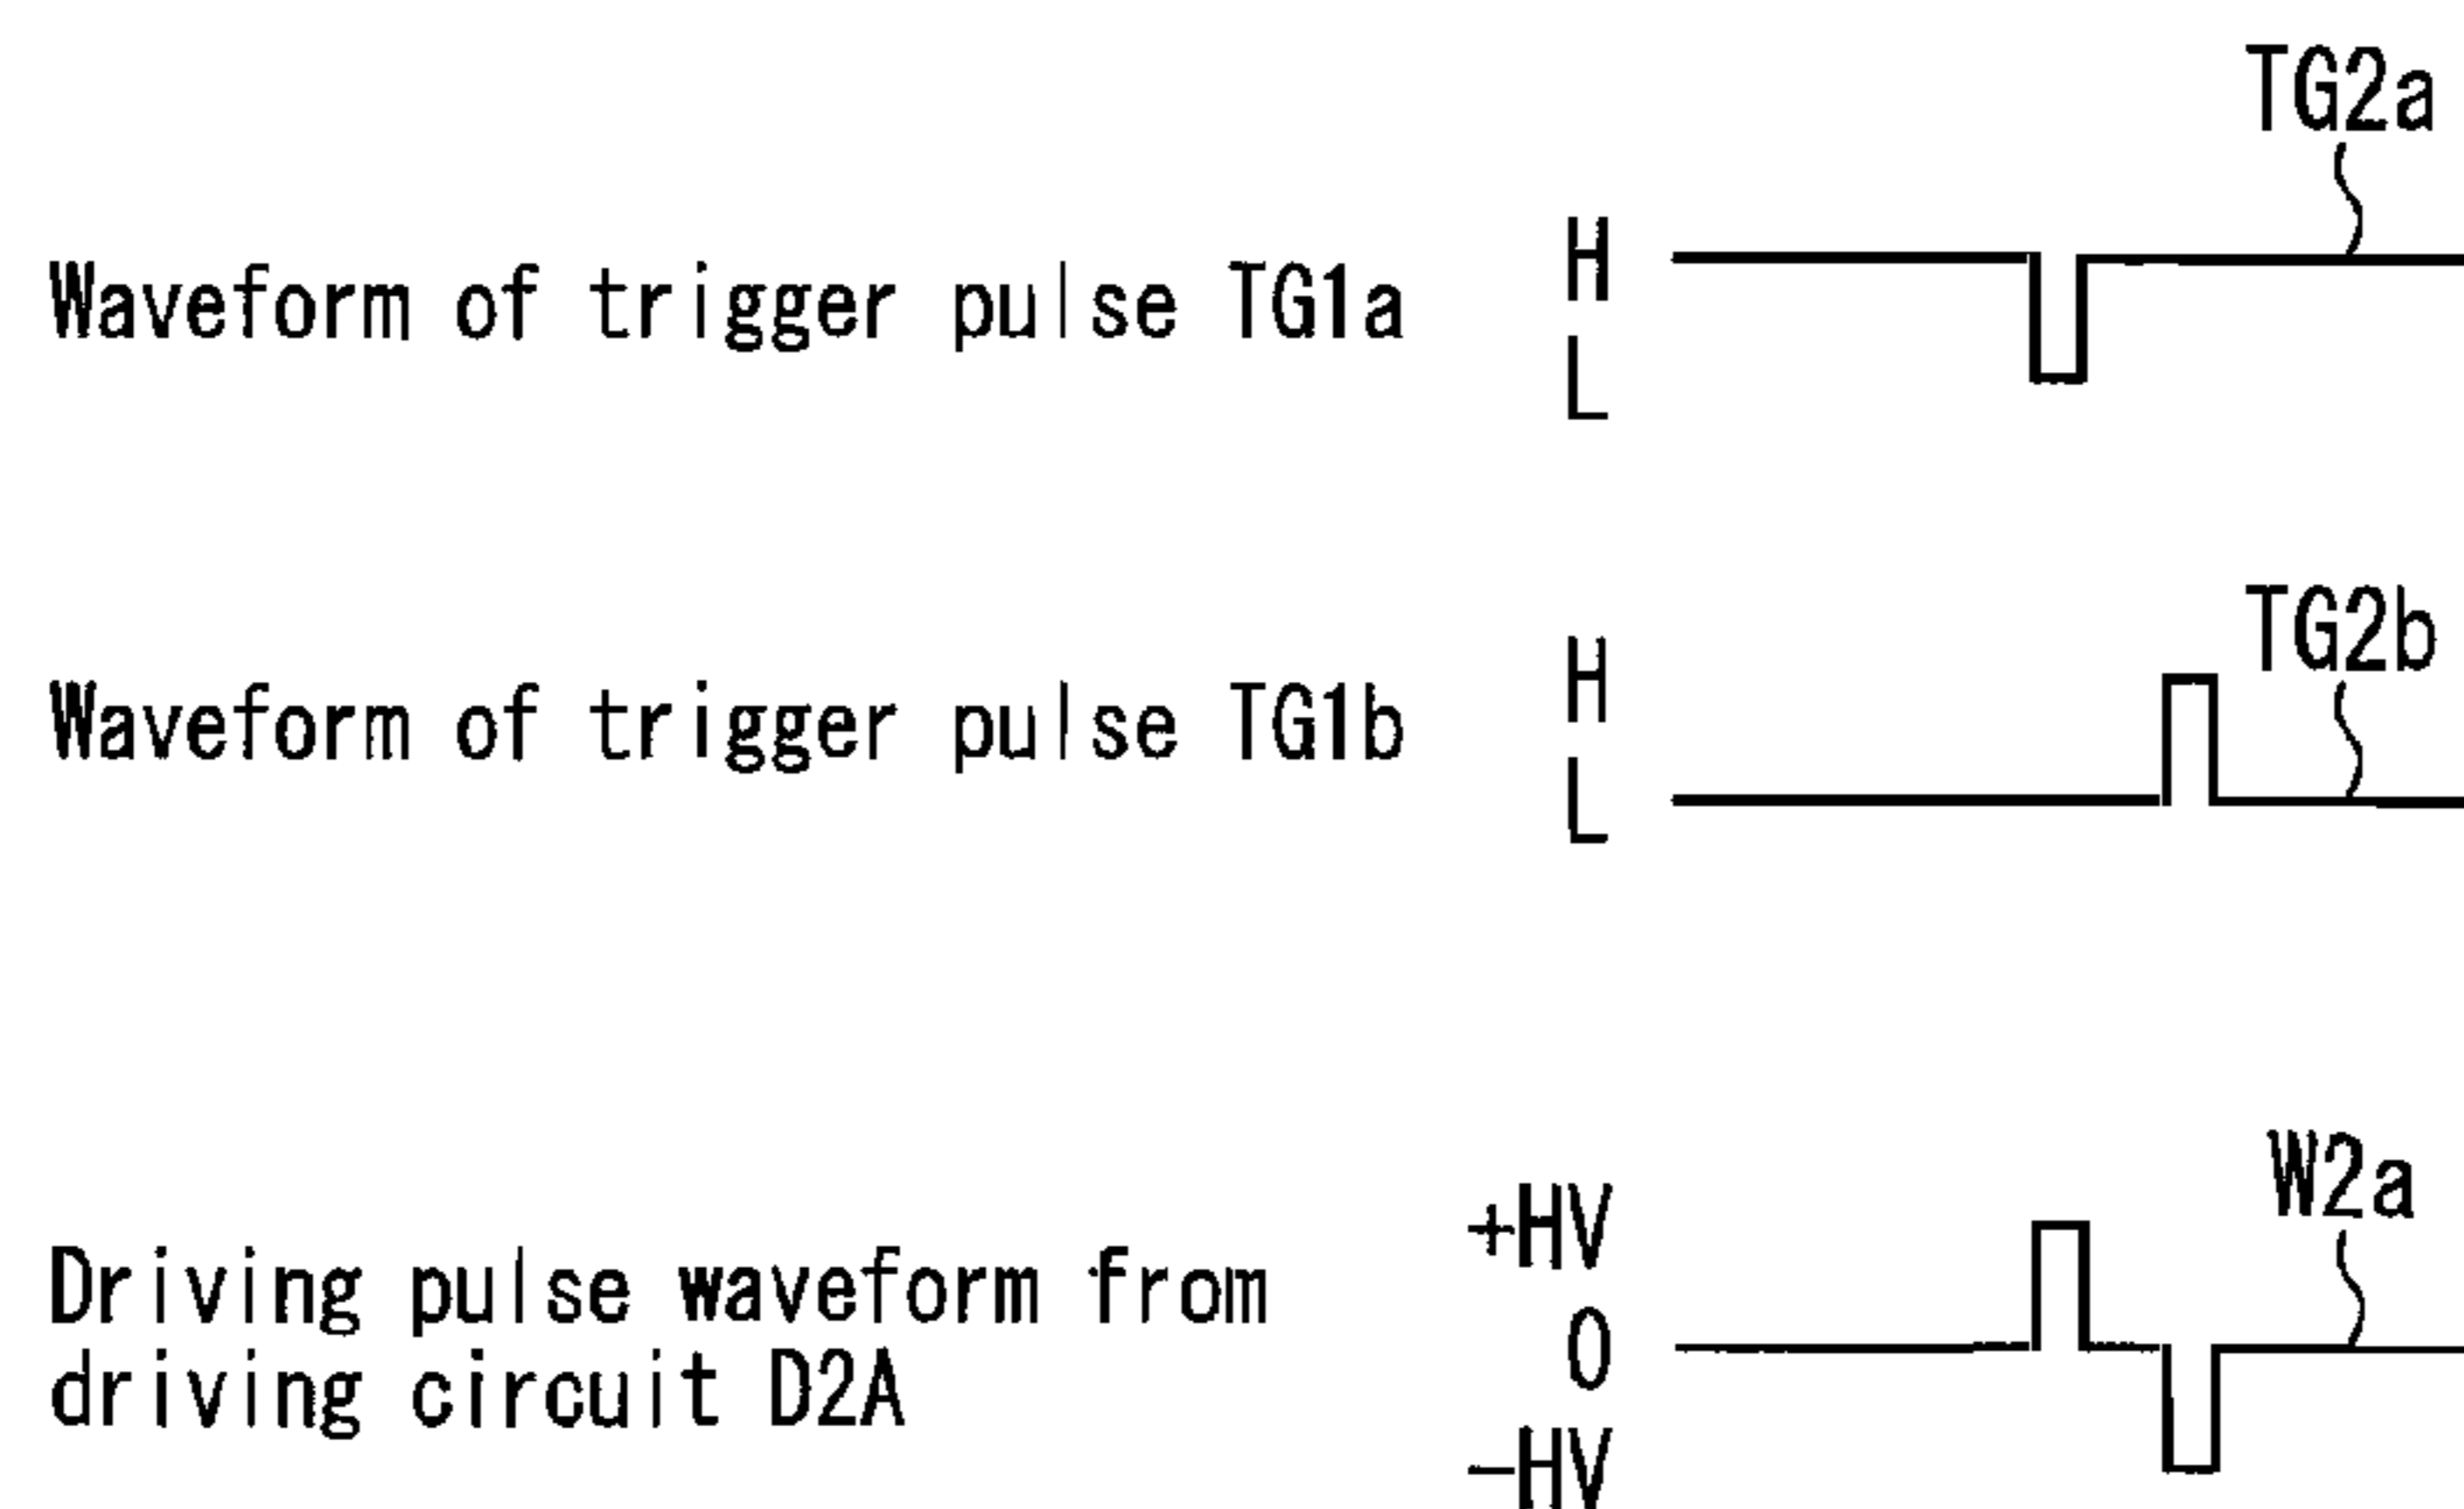 TG2a
Waveform of trigger pulse TG1a
H
L
TG2b
Waveform of trigger pulse TG1b
H
L
W2a
+HV
Driving pulse waveform from
0
driving circuit D2A
-HV